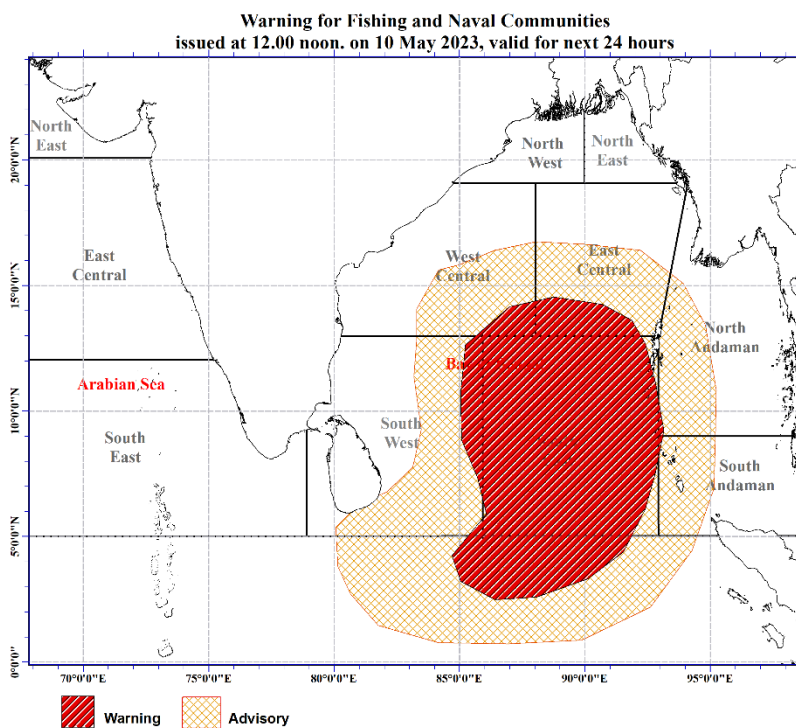 Warning for Fishing and Naval Communities
issued at 12.00 noon. on 10 May 2023, valid for next 24 hours
North
East
North
West
North
East
20°0'0"N
East
Central
West
Central
East
Central
15°0'0"N
North
Andaman
Arabian Sea
10°0'0"N
South
East
South
West
South
Andaman
5°0'0"N
0°0'0"
70°0'0"E
75°0'0"E
80°0'0"E
85°0'0"E
90°0'0"E
95°0'0"E
Warning
Advisory